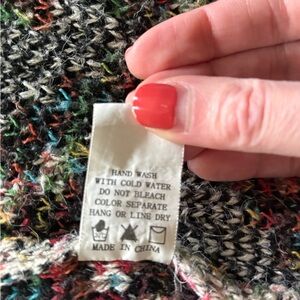 HAND WASH
WITH COLD WATER
DO NOT BLEACH
COLOR SEPARATE
HANG OR LINE DRY
MADE IN CHINA